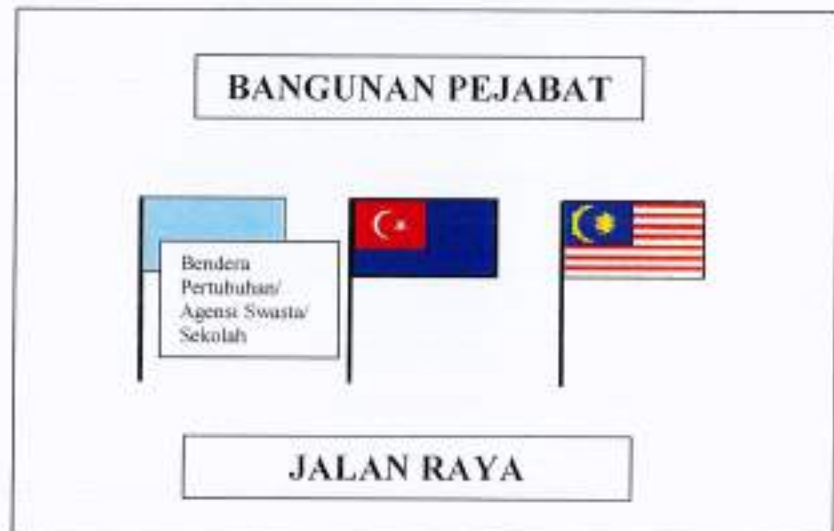 BANGUNAN PEJABAT
Bendera
Pertubuhan/
Agensi Swasta/
Sekolah
JALAN RAYA